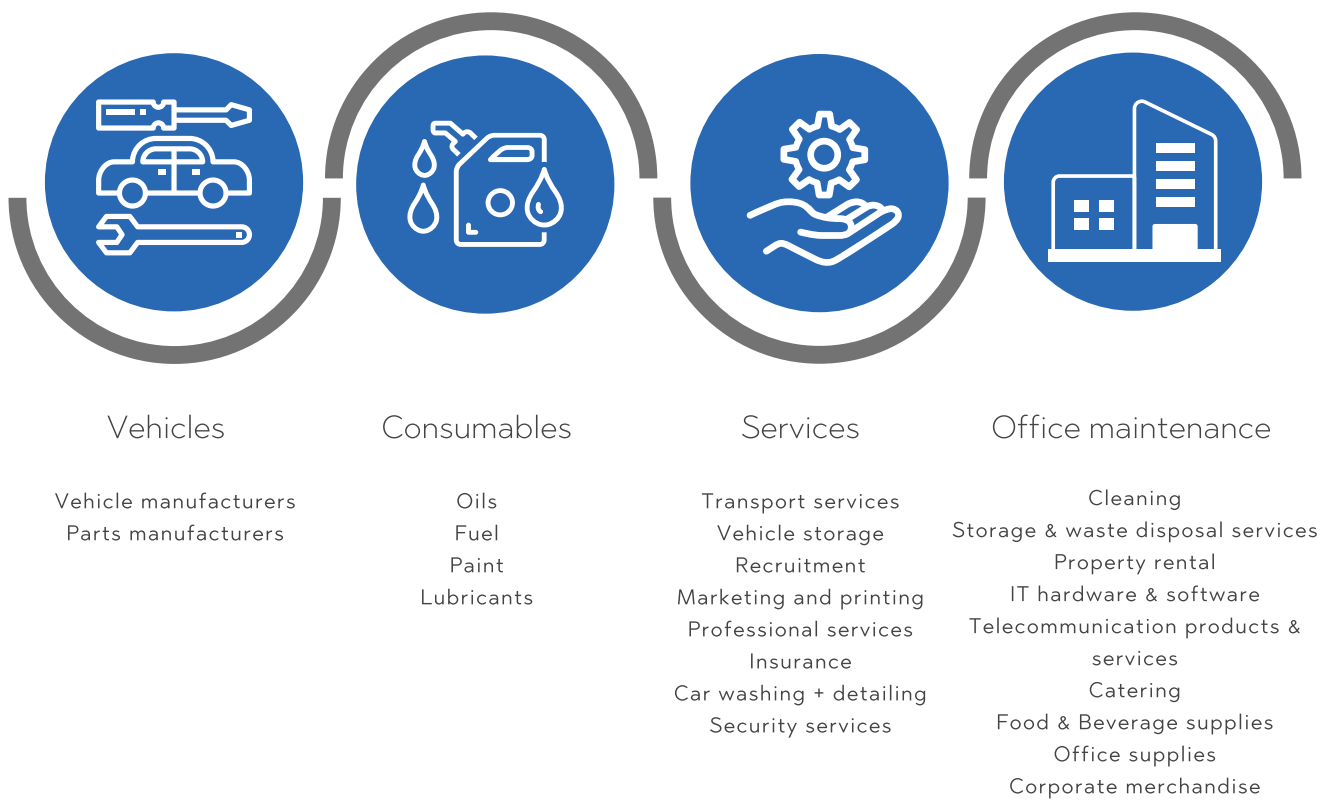 Vehicles
Vehicle manufacturers
Parts manufacturers
Consumables
Oils
Fuel
Paint
Lubricants
Services
Transport services
Vehicle storage
Recruitment
Marketing and printing
Professional services
Insurance
Car washing + detailing
Security services
Office maintenance
Cleaning
Storage & waste disposal services
Property rental
IT hardware & software
Telecommunication products &
services
Catering
Food & Beverage supplies
Office supplies
Corporate merchandise